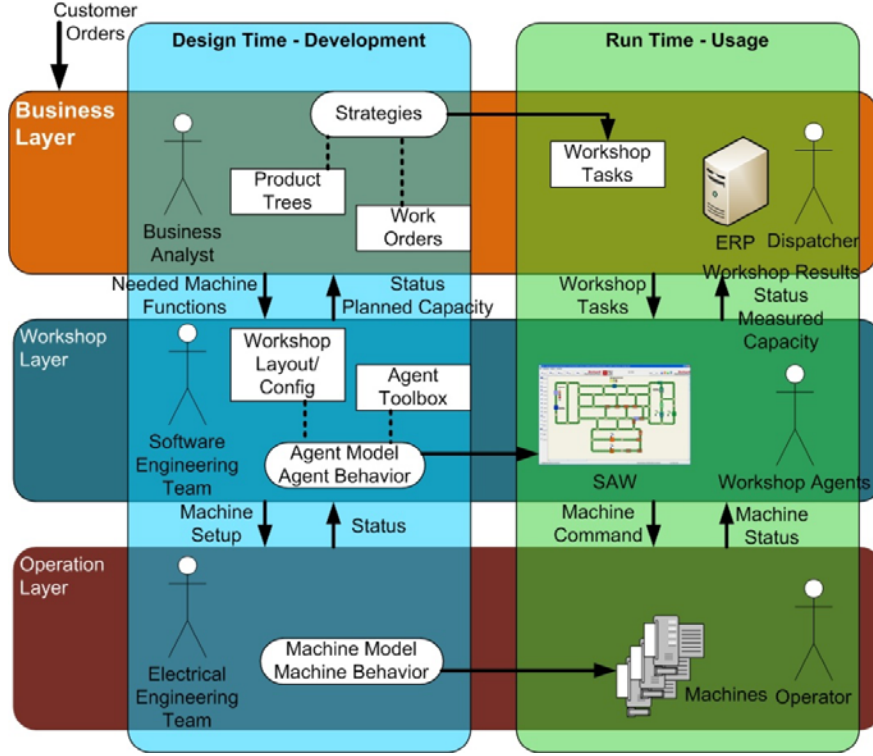 Customer
Orders
Design Time - Development
Run Time - Usage
Business
Layer
Strategies
Product
Trees
Work
Orders
Business
Analyst
Workshop
Tasks
ERP
Dispatcher
Needed Machine
Functions
Status
Planned Capacity
Workshop
Tasks
Workshop Results
Status
Measured
Capacity
Workshop
Layer
Workshop
Layout/
Config
Agent
Toolbox
Software
Engineering
Team
Agent Model
Agent Behavior
SAW
Workshop Agents
Machine
Setup
Status
Machine
Command
Machine
Status
Operation
Layer
Electrical
Engineering
Team
Machine Model
Machine Behavior
Machines
Operator